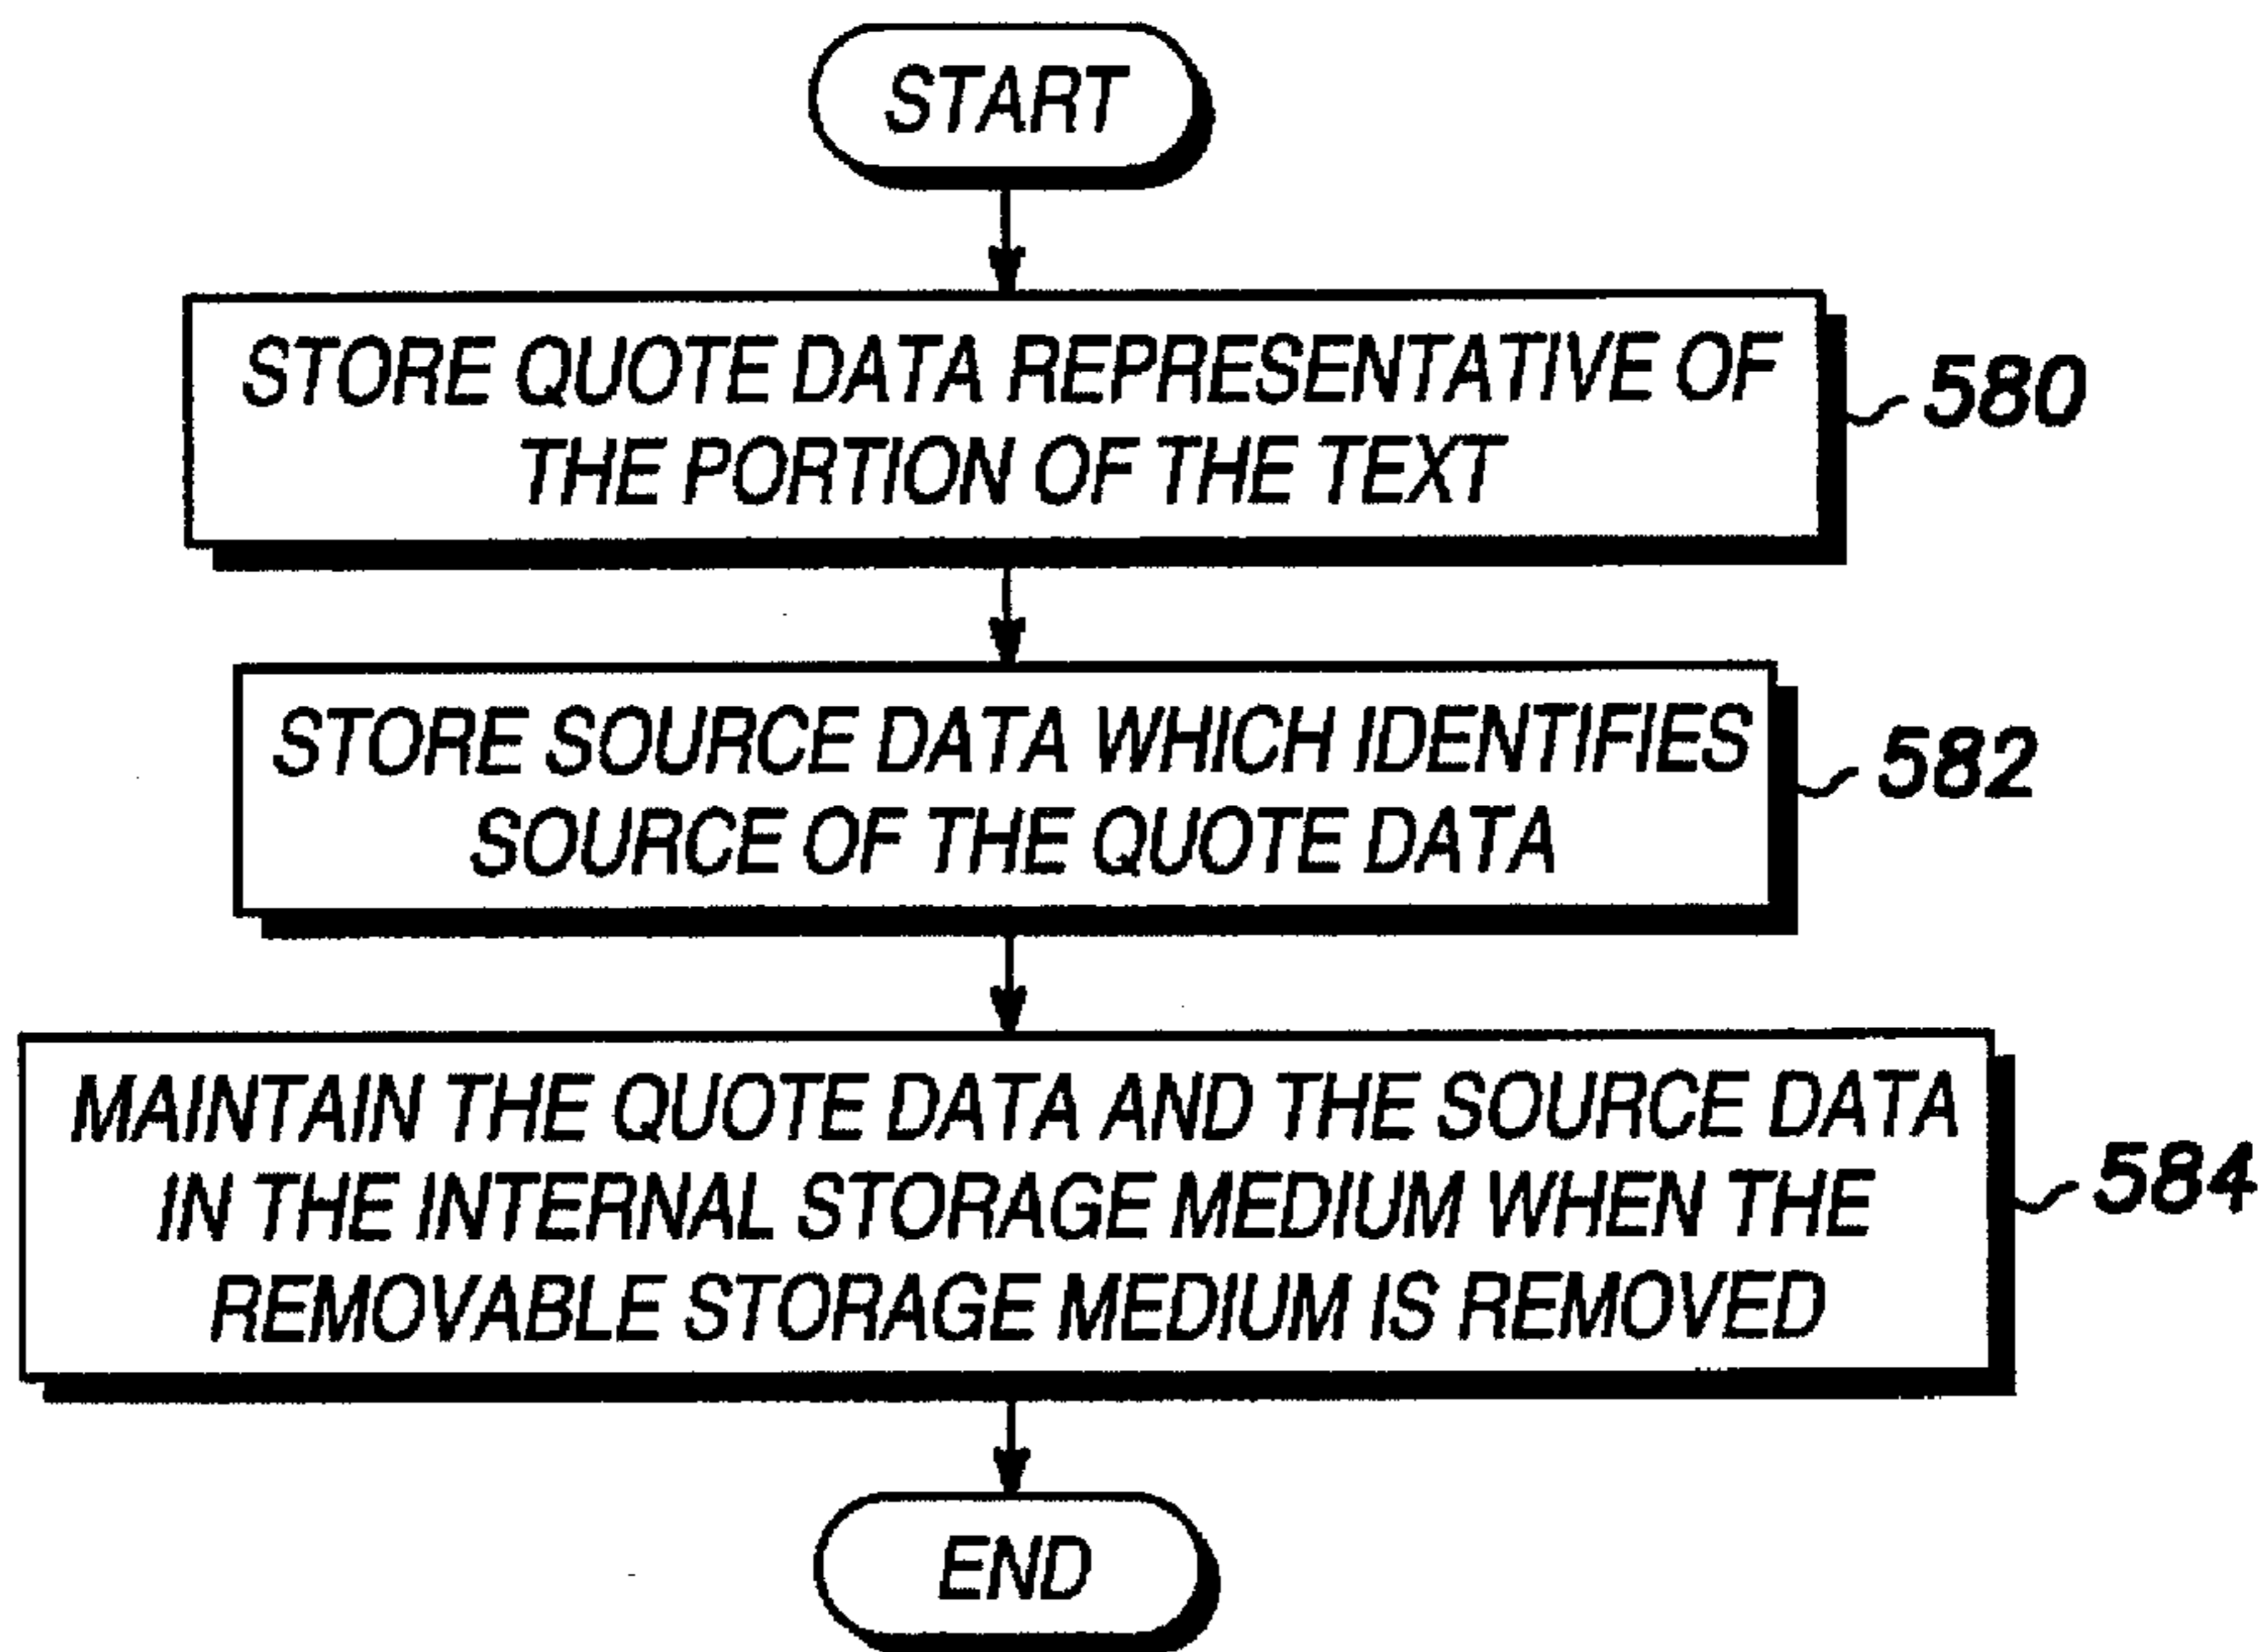 START
STORE QUOTE DATA REPRESENTATIVE OF
THE PORTION OF THE TEXT
580
STORE SOURCE DATA WHICH IDENTIFIES
SOURCE OF THE QUOTE DATA
582
MAINTAIN THE QUOTE DATA AND THE SOURCE DATA
IN THE INTERNAL STORAGE MEDIUM WHEN THE
REMOVABLE STORAGE MEDIUM IS REMOVED
584
END